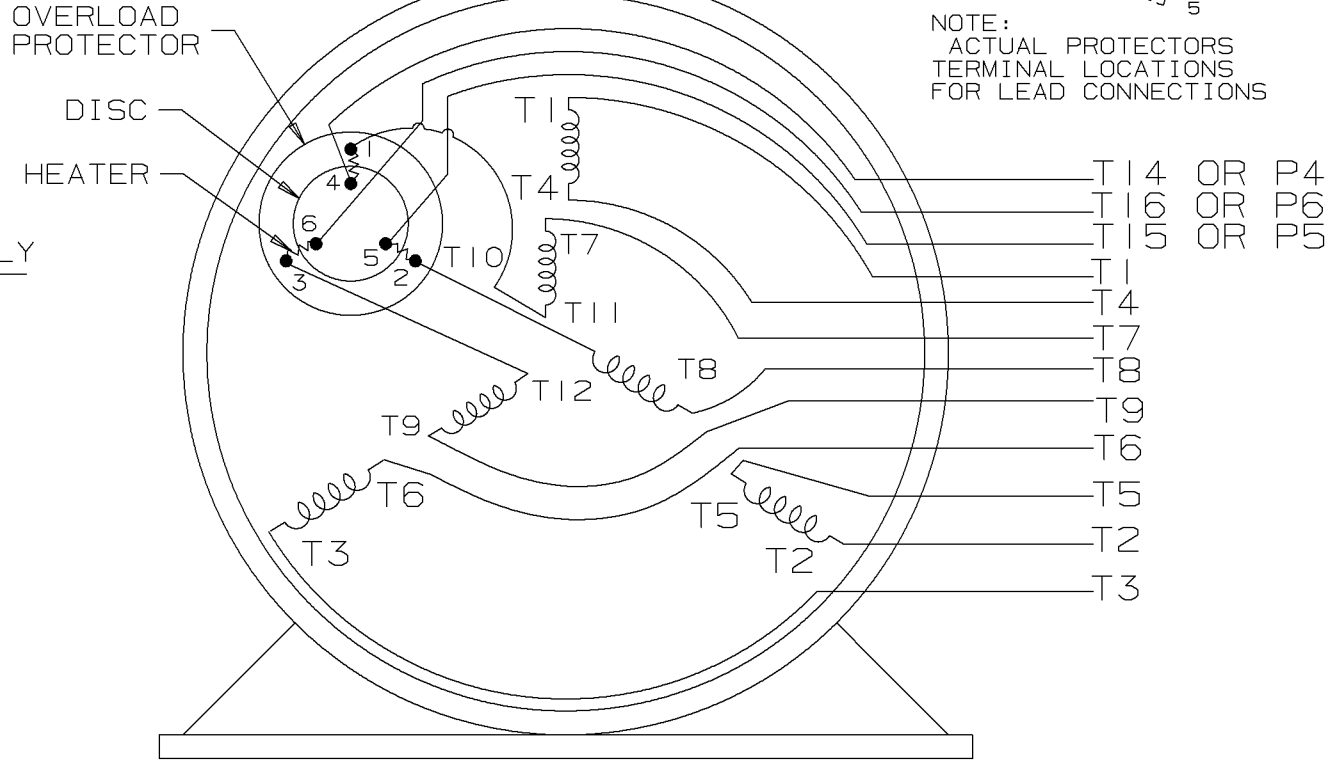 5
NOTE:
ACTUAL PROTECTORS
TERMINAL LOCATIONS
FOR LEAD CONNECTIONS
OVERLOAD
PROTECTOR
DISC
HEATER
LY
1
4
6
5
3
2
T10
T1
T4
T7
T11
T8
T12
T9
T6
T3
T5
T2
T14 OR P4
T16 OR P6
T15 OR P5
T1
T4
T7
T8
T9
T6
T5
T2
T3